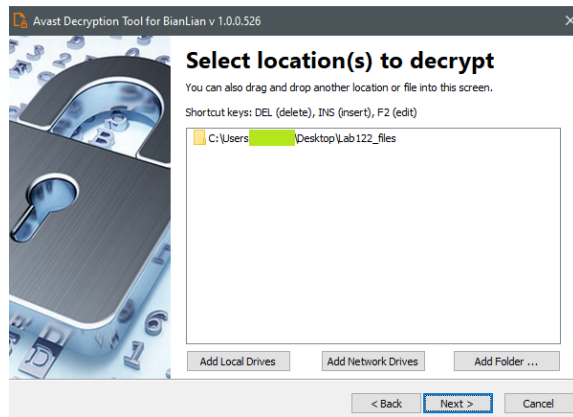 Avast Decryption Tool for BianLian v 1.0.0.526
Select location(s) to decrypt
You can also drag and drop another location or file into this screen.
Shortcut keys: DEL (delete), INS (insert), F2 (edit)
C:\Users \Desktop\Lab122_files
Add Local Drives Add Network Drives Add Folder ...
< Back Next > Cancel